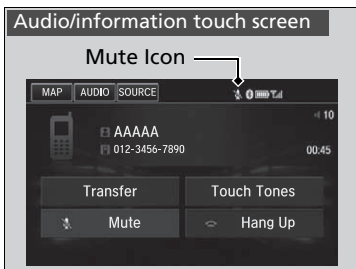 Audio/information touch screen
Mute Icon
MAP AUDIO SOURCE
10
AAAAA
012-3456-7890 00:45
Transfer Touch Tones
Mute Hang Up